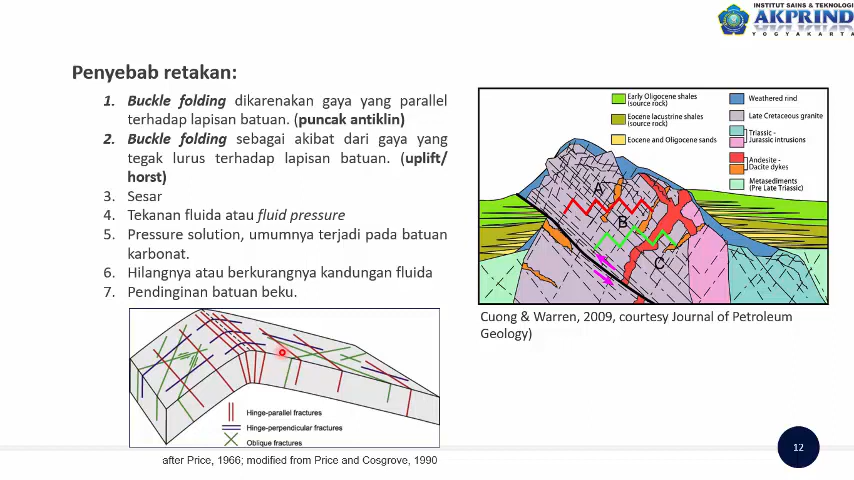 INSTITUT SAINS & TEKNOLOGI
AKPRIND
YOGYAKARTA
Penyebab retakan:
1. Buckle folding dikarenakan gaya yang parallel
terhadap lapisan batuan. (puncak antiklin)
2. Buckle folding sebagai akibat dari gaya yang
tegak lurus terhadap lapisan batuan. (uplift/
horst)
3. Sesar
4. Tekanan fluida atau fluid pressure
5. Pressure solution, umumnya terjadi pada batuan
karbonat.
6. Hilangnya atau berkurangnya kandungan fluida
7. Pendinginan batuan beku.
Hinge-parallel fractures
Hinge-perpendicular fractures
Oblique fractures
after Price, 1966; modified from Price and Cosgrove, 1990
Early Oligocene shales
(source rock)
Eocene lacustrine shales
(source rock)
Eocene and Oligocene sands
Weathered rind
Late Cretaceous granite
Triassic -
Jurassic intrusions
Andesite -
Dacite dykes
Metasediments
(Pre Late Triassic)
A
B
C
Cuong & Warren, 2009, courtesy Journal of Petroleum
Geology)
12